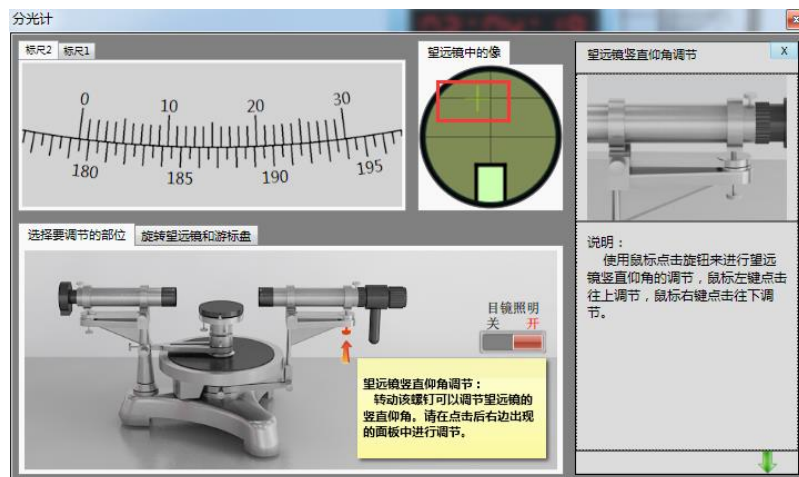 分光计
标尺2 标尺1
0 10 20 30
180 185 190 195
望远镜中的像
望远镜竖直仰角调节 X
说明：
使用鼠标点击旋钮来进行望远
镜竖直仰角的调节，鼠标左键点击
往上调节，鼠标右键点击往下调
节。
选择要调节的部位 旋转望远镜和游标盘
目镜照明
关 开
望远镜竖直仰角调节：
转动该螺钉可以调节望远镜的
竖直仰角。请在点击后右边出现
的面板中进行调节。